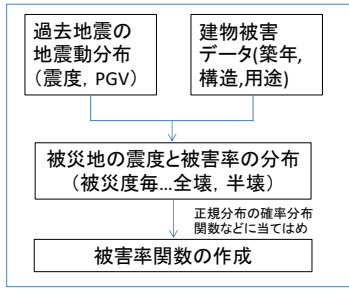 過去地震の
地震動分布
（震度，PGV）
建物被害
データ(築年,
構造,用途)
被災地の震度と被害率の分布
（被災度毎…全壊，半壊）
正規分布の確率分布
関数などに当てはめ
被害率関数の作成